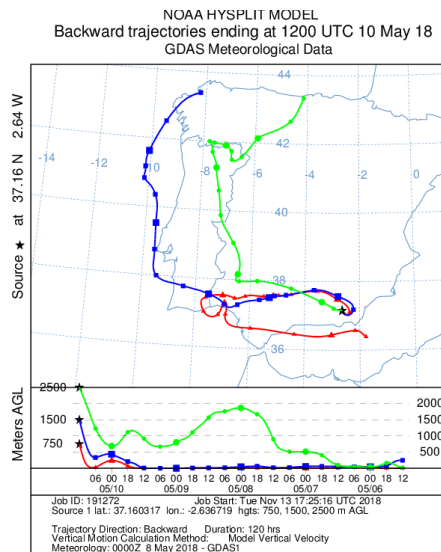 NOAA HYSPLIT MODEL
Backward trajectories ending at 1200 UTC 10 May 18
GDAS Meteorological Data
Source ★ at 37.16 N 2.64 W
44
-14
-12
-10
-8
-6
-4
-2
0
42
40
38
36
Meters AGL
2500
1500
750
2000
1500
1000
500
06 00 18 12 06 00 18 12 06 00 18 12 06 00 18 12 06 00 18 12
05/10 05/09 05/08 05/07 05/06
Job ID: 191272 Job Start: Tue Nov 13 17:25:16 UTC 2018
Source 1 lat.: 37.160317 lon.: -2.636719 hgts: 750, 1500, 2500 m AGL
Trajectory Direction: Backward Duration: 120 hrs
Vertical Motion Calculation Method: Model Vertical Velocity
Meteorology: 0000Z 8 May 2018 - GDAS1